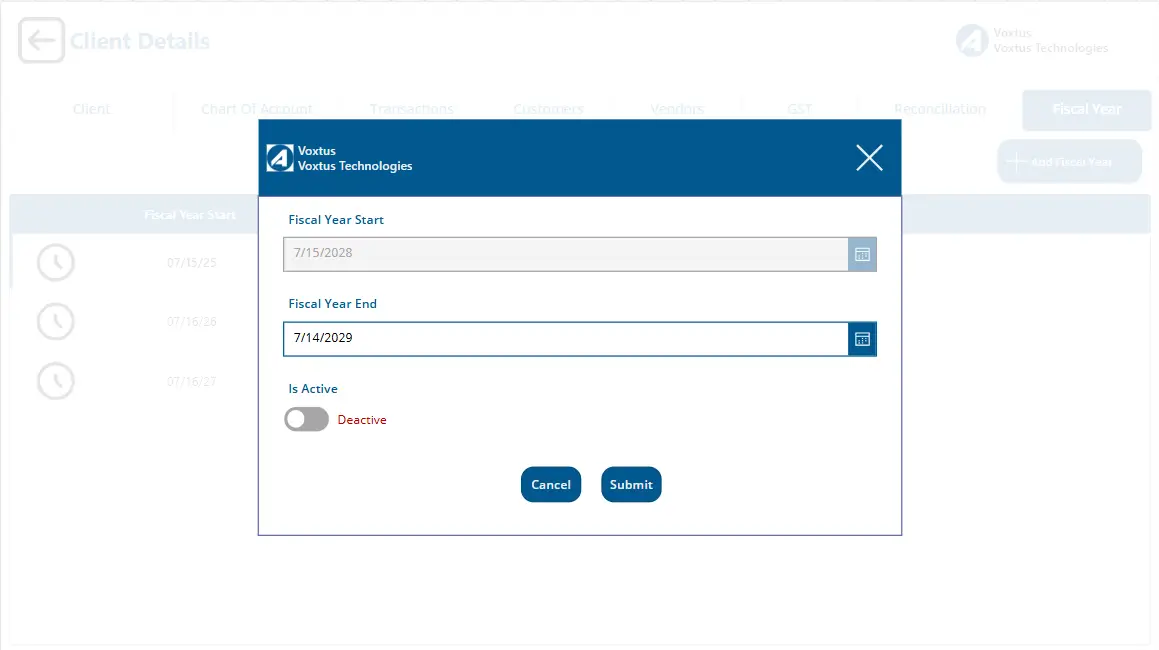 Client Details
Voxtus
Voxtus Technologies
Client
Chart Of Account
Transactions
Customers
Vendors
GST
Reconciliation
Fiscal Year
Add Fiscal Year
Fiscal Year Start
07/15/25
07/16/26
07/16/27
Voxtus
Voxtus Technologies
Fiscal Year Start
7/15/2028
Fiscal Year End
7/14/2029
Is Active
Deactive
Cancel
Submit